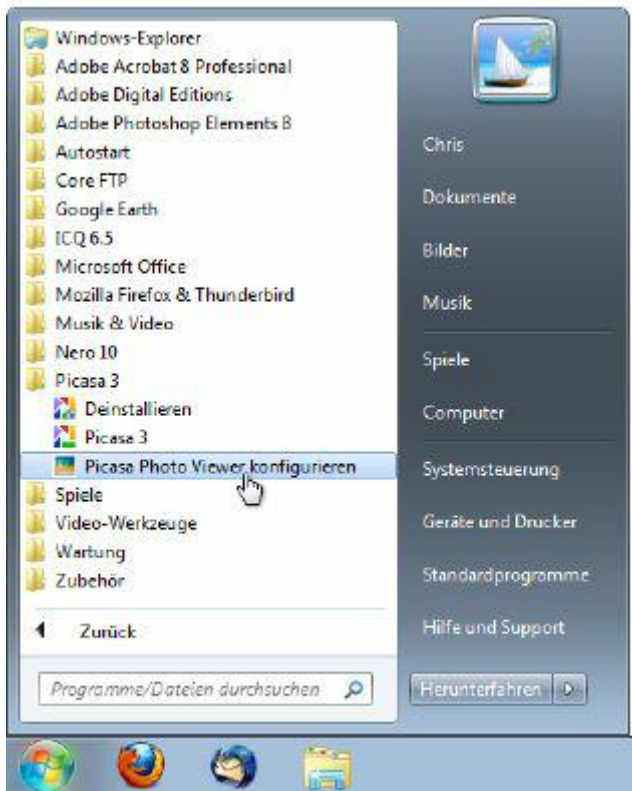 Windows-Explorer
Adobe Acrobat 8 Professional
Adobe Digital Editions
Adobe Photoshop Elements 8
Autostart
Core FTP
Google Earth
ICQ 6.5
Microsoft Office
Mozilla Firefox & Thunderbird
Musik & Video
Nero 10
Picasa 3
Deinstallieren
Picasa 3
Picasa Photo Viewer konfigurieren
Spiele
Video-Werkzeuge
Wartung
Zubehör
Zurück
Programme/Dateien durchsuchen
Chris
Dokumente
Bilder
Musik
Spiele
Computer
Systemsteuerung
Geräte und Drucker
Standardprogramme
Hilfe und Support
Herunterfahren